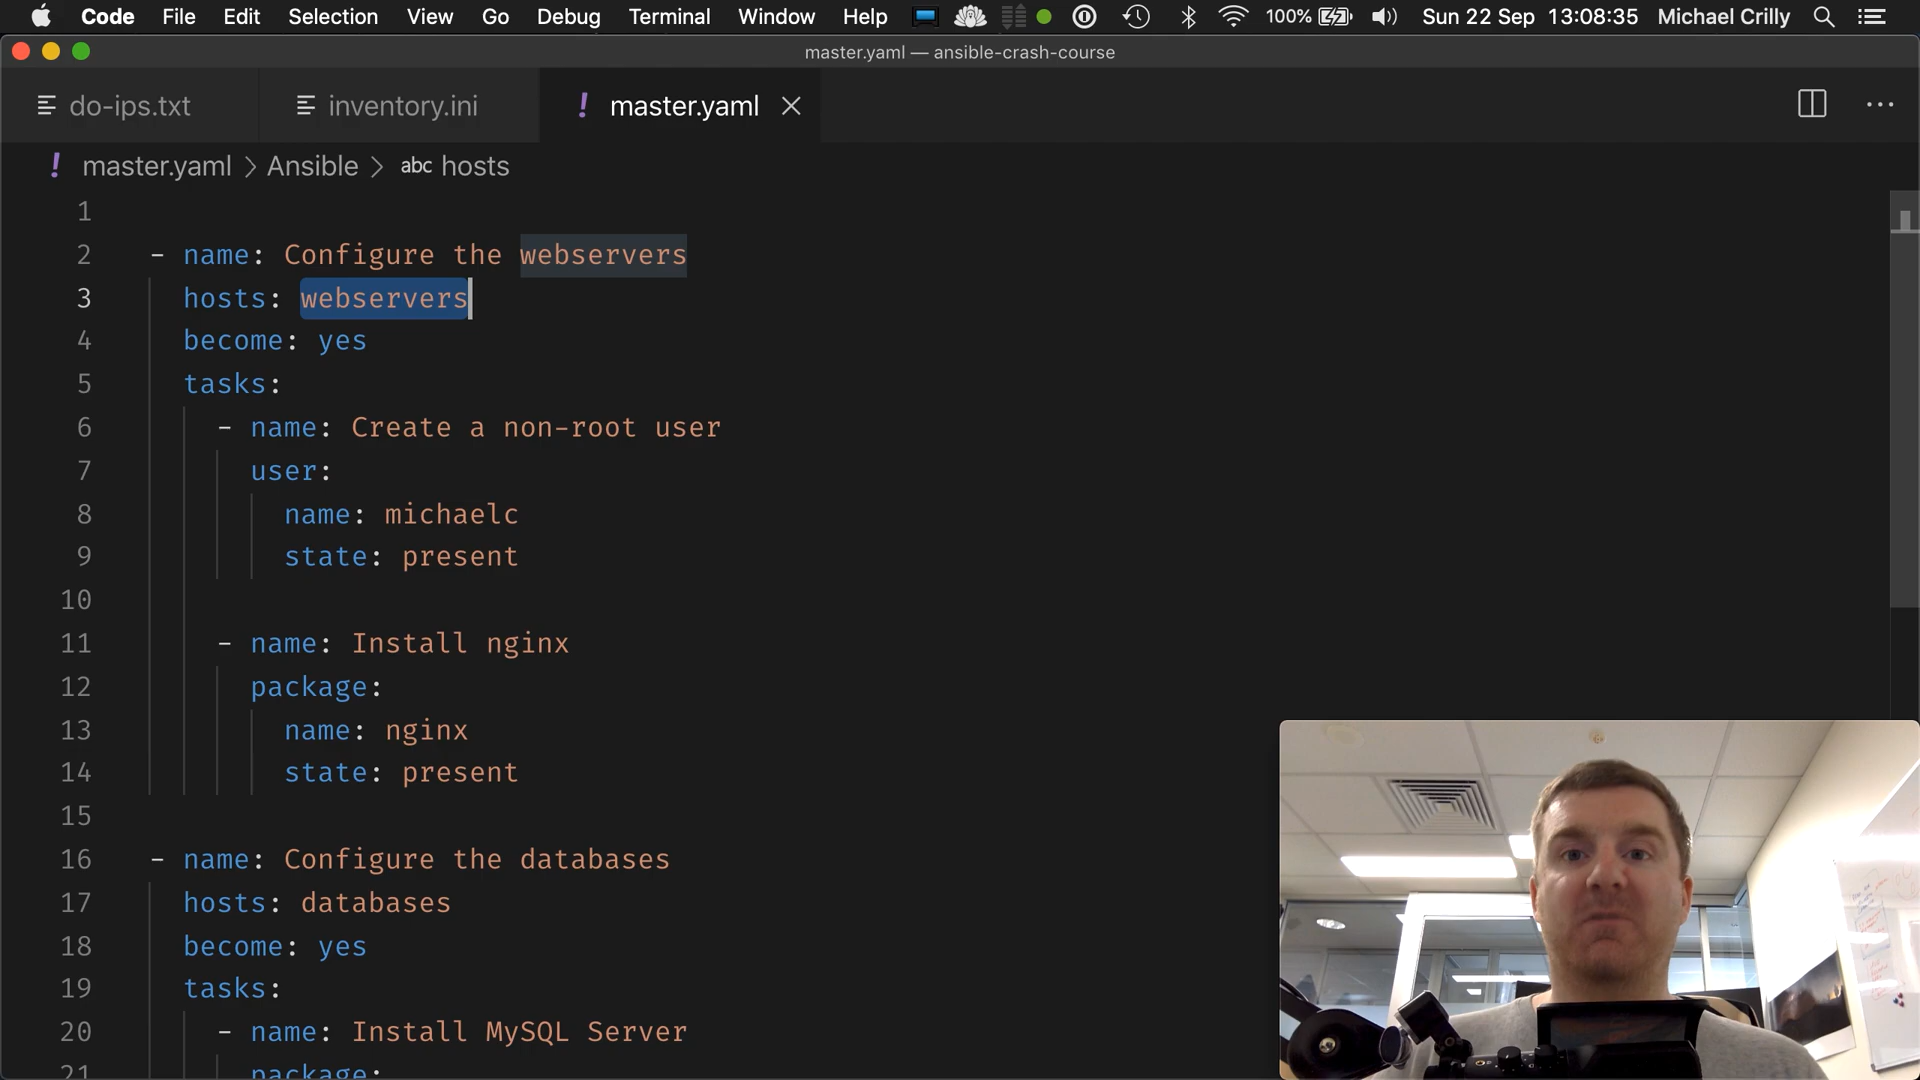 Code File Edit Selection View Go Debug Terminal Window Help 100% Sun 22 Sep 13:08:35 Michael Crilly
master.yaml — ansible-crash-course
do-ips.txt inventory.ini ! master.yaml
! master.yaml > Ansible > abc hosts
1
2 - name: Configure the webservers
3 hosts: webservers
4 become: yes
5 tasks:
6 - name: Create a non-root user
7 user:
8 name: michaelc
9 state: present
10
11 - name: Install nginx
12 package:
13 name: nginx
14 state: present
15
16 - name: Configure the databases
17 hosts: databases
18 become: yes
19 tasks:
20 - name: Install MySQL Server
21 package: